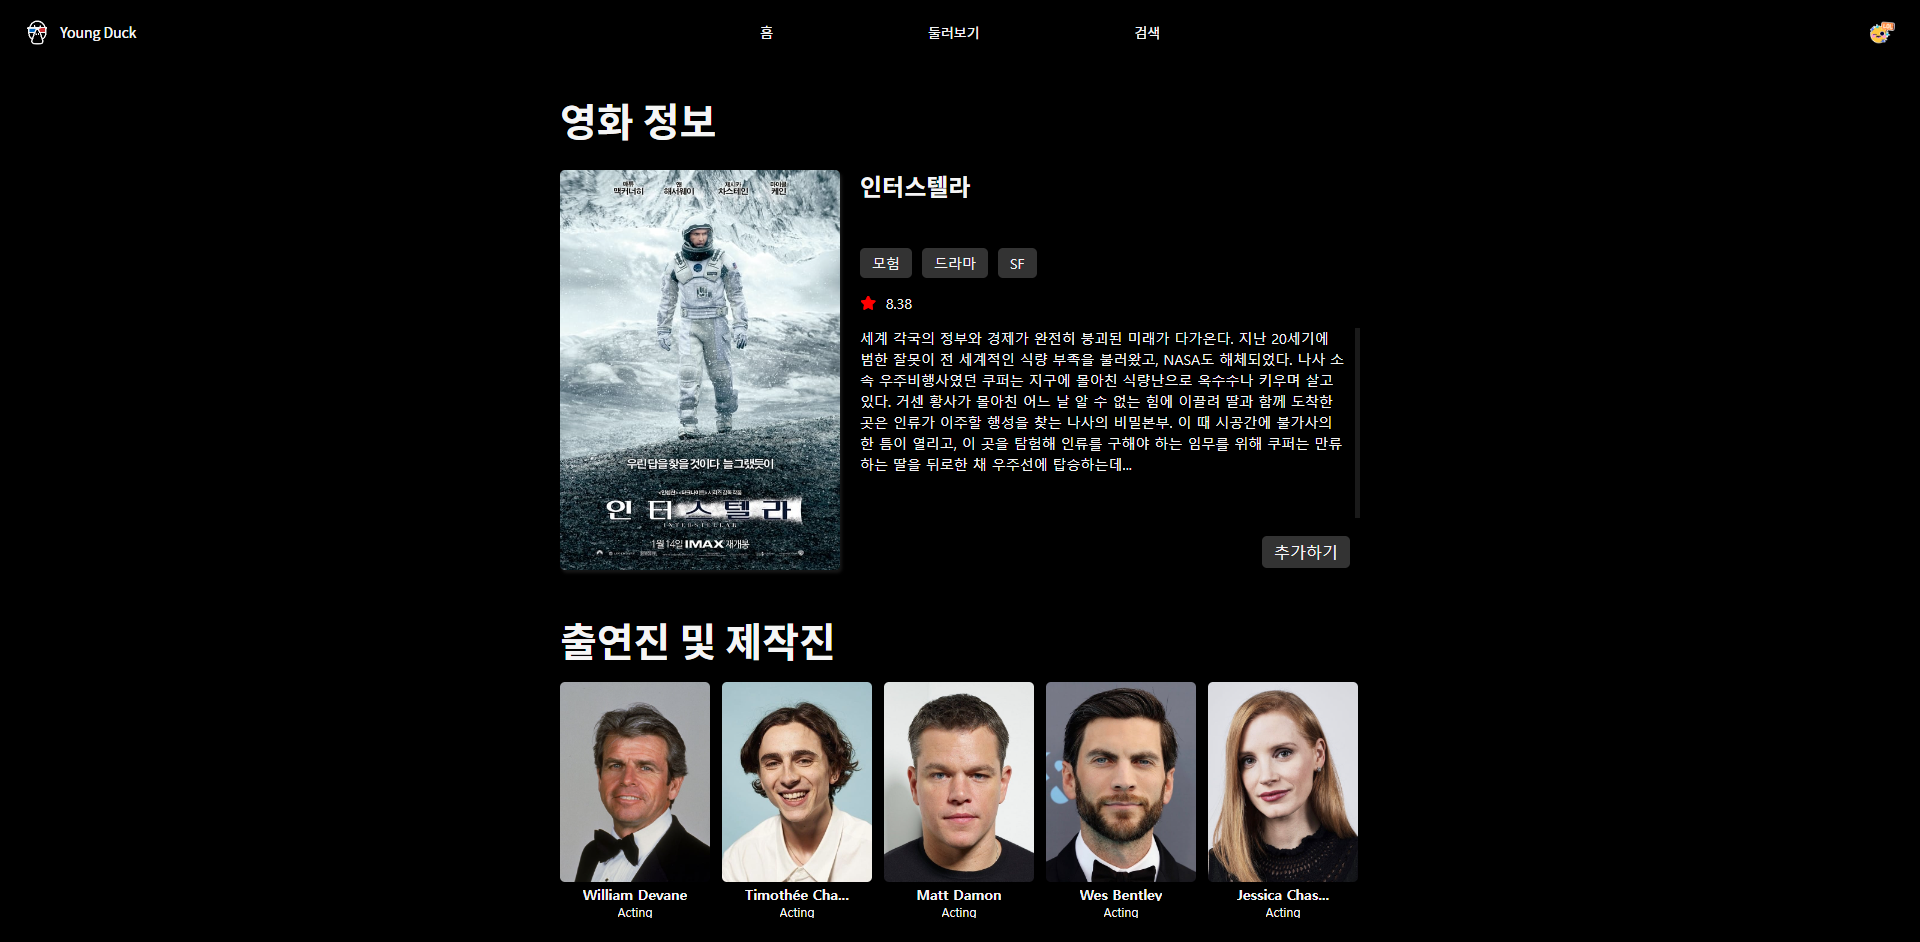 Young Duck
홈
둘러보기
검색
영화 정보
매튜 맥커너히
앤 해서웨이
제시카 차스테인
마이클 케인
우린 답을 찾을 것이다 늘 그랬듯이
인터스텔라
INTERSTELLAR
1월 14일 IMAX 재개봉
인터스텔라
모험
드라마
SF
8.38
세계 각국의 정부와 경제가 완전히 붕괴된 미래가 다가온다. 지난 20세기에
범한 잘못이 전 세계적인 식량 부족을 불러왔고, NASA도 해체되었다. 나사 소
속 우주비행사였던 쿠퍼는 지구에 몰아친 식량난으로 옥수수나 키우며 살고
있다. 거센 황사가 몰아친 어느 날 알 수 없는 힘에 이끌려 딸과 함께 도착한
곳은 인류가 이주할 행성을 찾는 나사의 비밀본부. 이 때 시공간에 불가사의
한 틈이 열리고, 이 곳을 탐험해 인류를 구해야 하는 임무를 위해 쿠퍼는 만류
하는 딸을 뒤로한 채 우주선에 탑승하는데...
추가하기
출연진 및 제작진
William Devane
Acting
Timothée Cha...
Acting
Matt Damon
Acting
Wes Bentley
Acting
Jessica Chas...
Acting